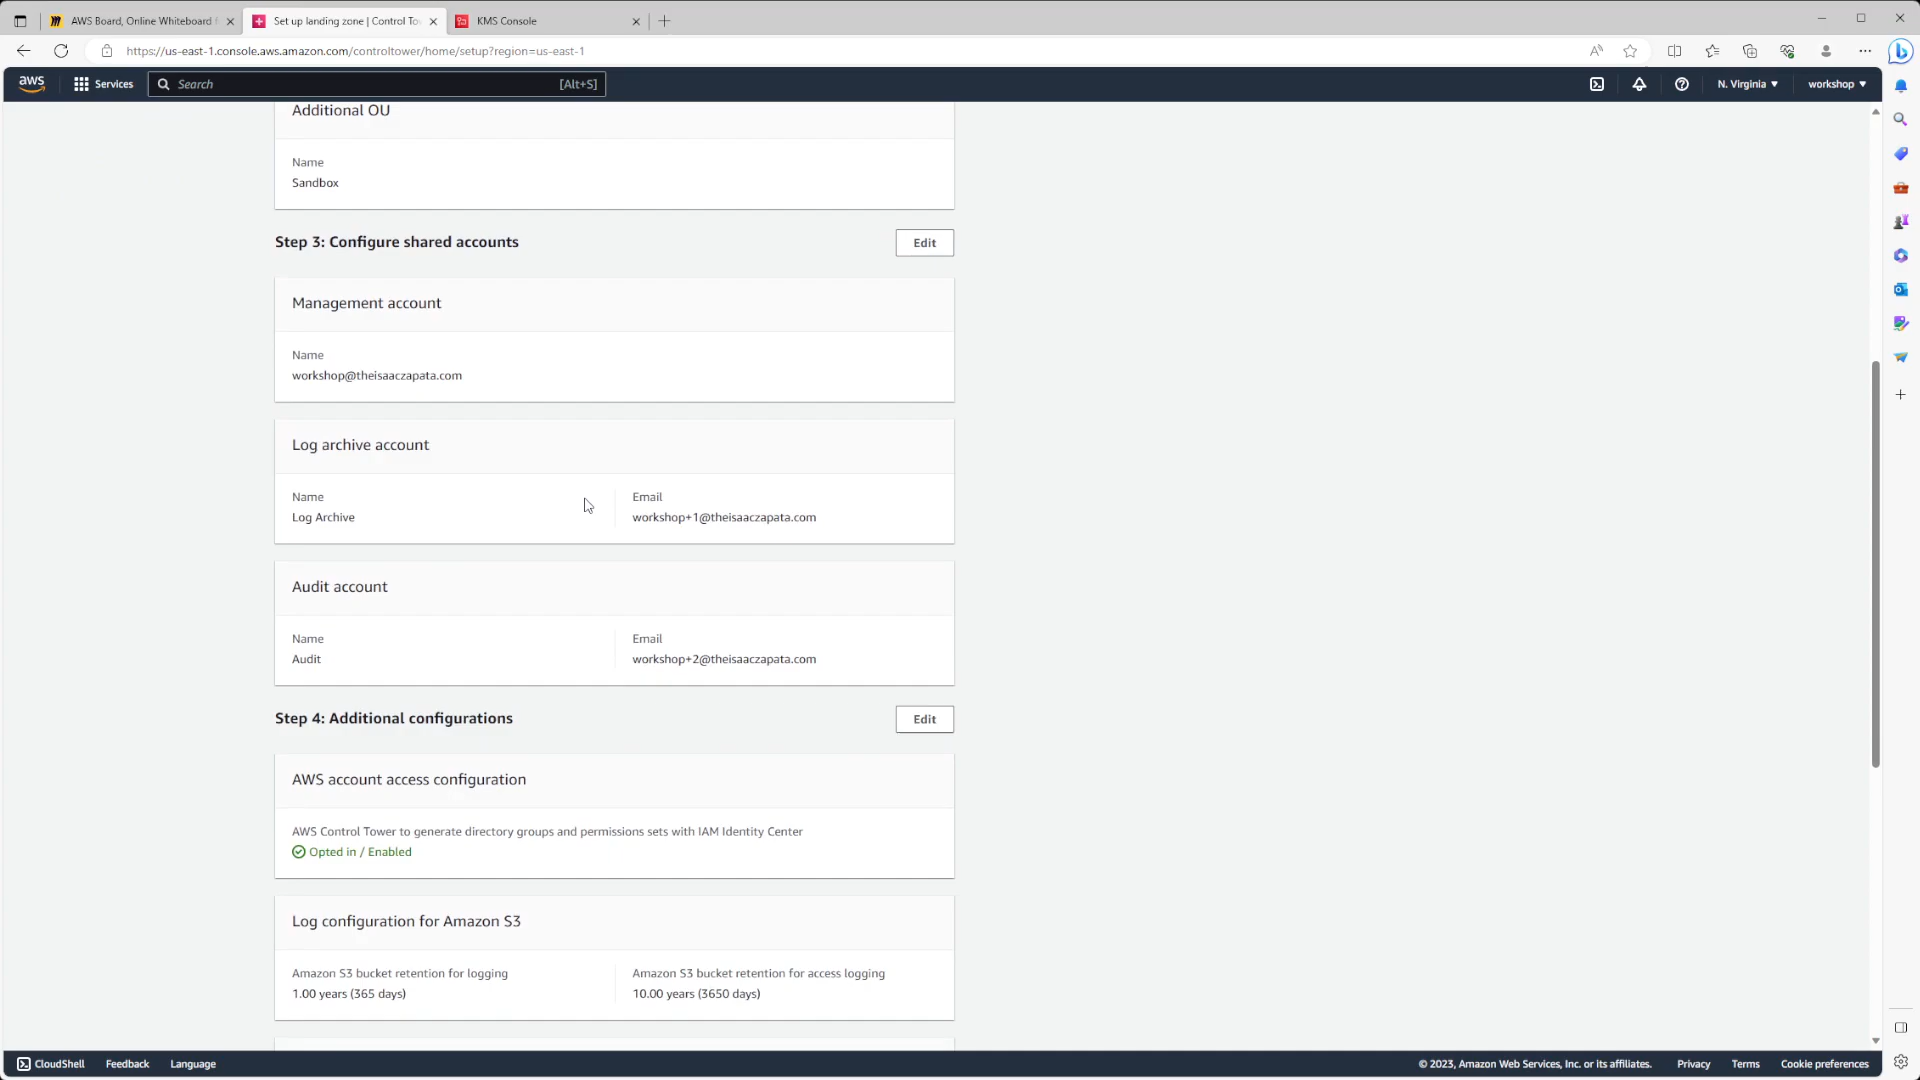 AWS Board, Online Whiteboard f
Set up landing zone | Control To
KMS Console
https://us-east-1.console.aws.amazon.com/controltower/home/setup?region=us-east-1
aws
Services
Search
[Alt+S]
N. Virginia
workshop
Additional OU
Name
Sandbox
Step 3: Configure shared accounts
Edit
Management account
Name
workshop@theisaaczapata.com
Log archive account
Name
Email
Log Archive
workshop+1@theisaaczapata.com
Audit account
Name
Email
Audit
workshop+2@theisaaczapata.com
Step 4: Additional configurations
Edit
AWS account access configuration
AWS Control Tower to generate directory groups and permissions sets with IAM Identity Center
Opted in / Enabled
Log configuration for Amazon S3
Amazon S3 bucket retention for logging
Amazon S3 bucket retention for access logging
1.00 years (365 days)
10.00 years (3650 days)
CloudShell
Feedback
Language
© 2023, Amazon Web Services, Inc. or its affiliates.
Privacy
Terms
Cookie preferences